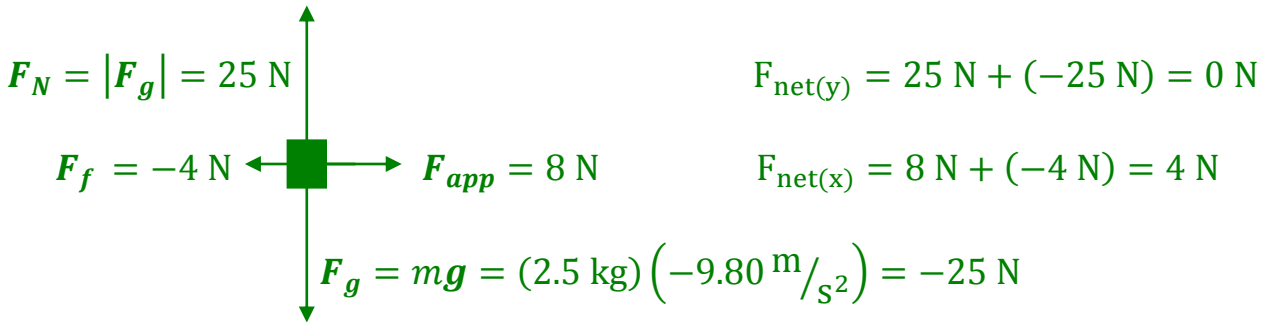 F_N = |F_g| = 25 N
F_net(y) = 25 N + (−25 N) = 0 N
F_f = −4 N
F_app = 8 N
F_net(x) = 8 N + (−4 N) = 4 N
F_g = mg = (2.5 kg)(−9.80 m/s²) = −25 N